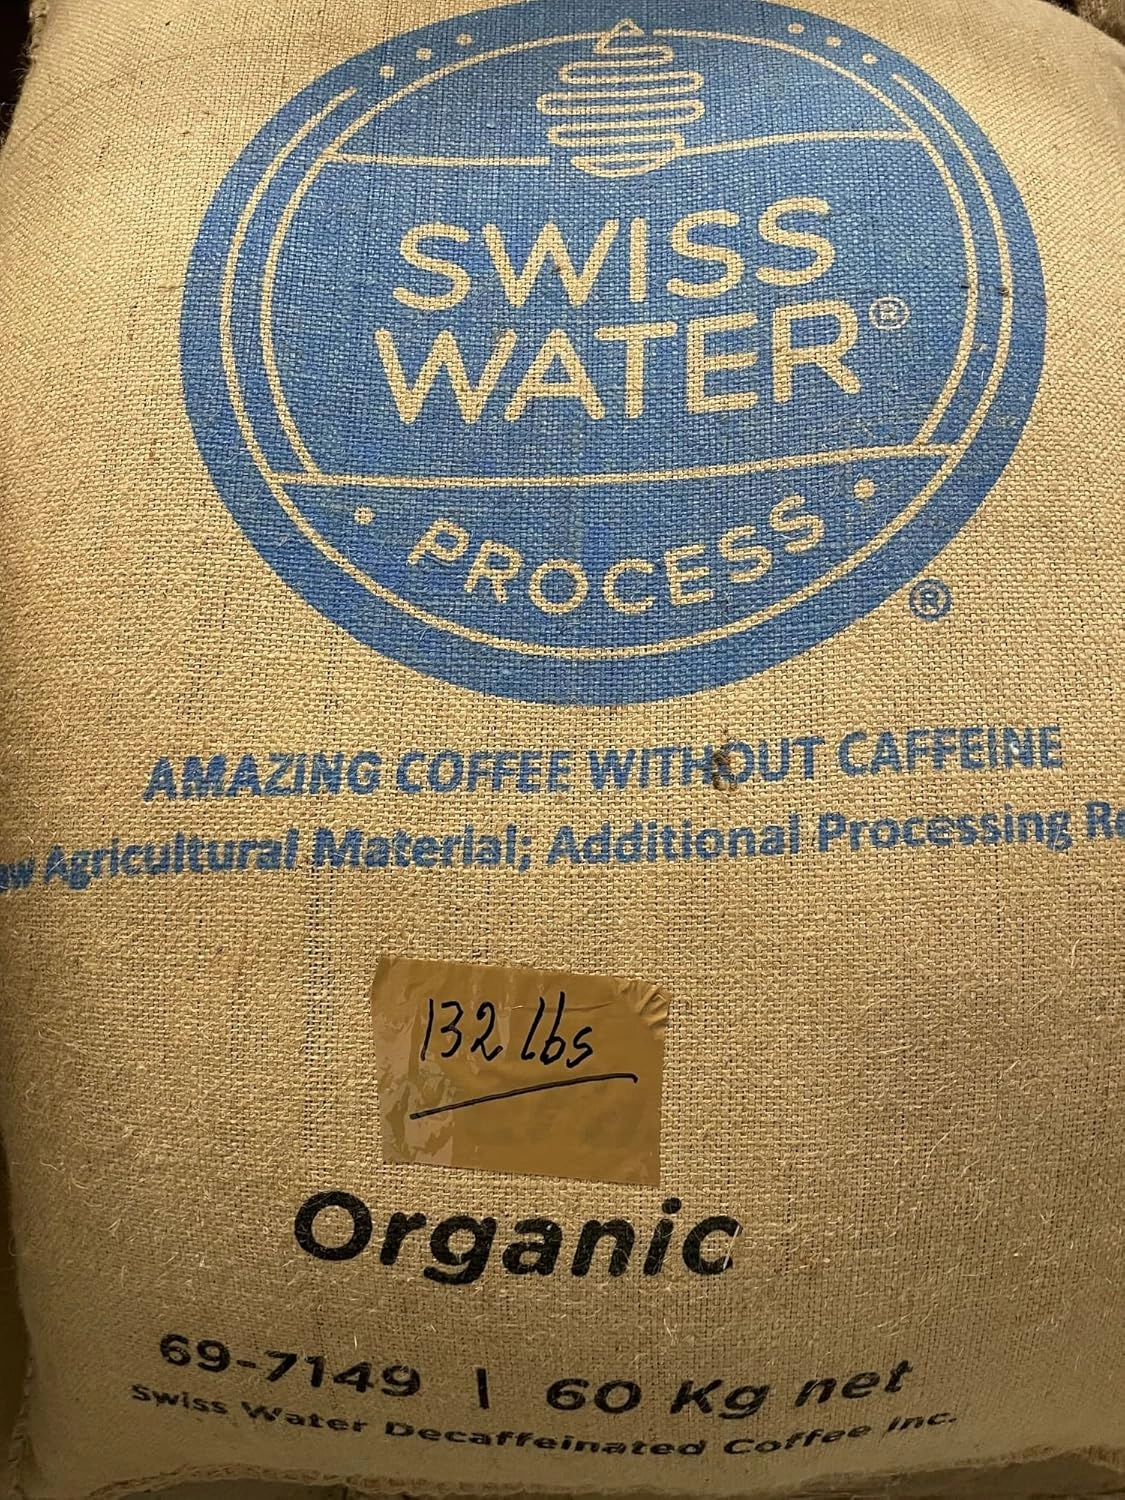 SWISS
WATER®
PROCESS
®
AMAZING COFFEE WITHOUT CAFFEINE
Agricultural Material; Additional Processing
132 lbs
Organic
69-7149 | 60 Kg net
Swiss Water Decaffeinated Coffee Inc.